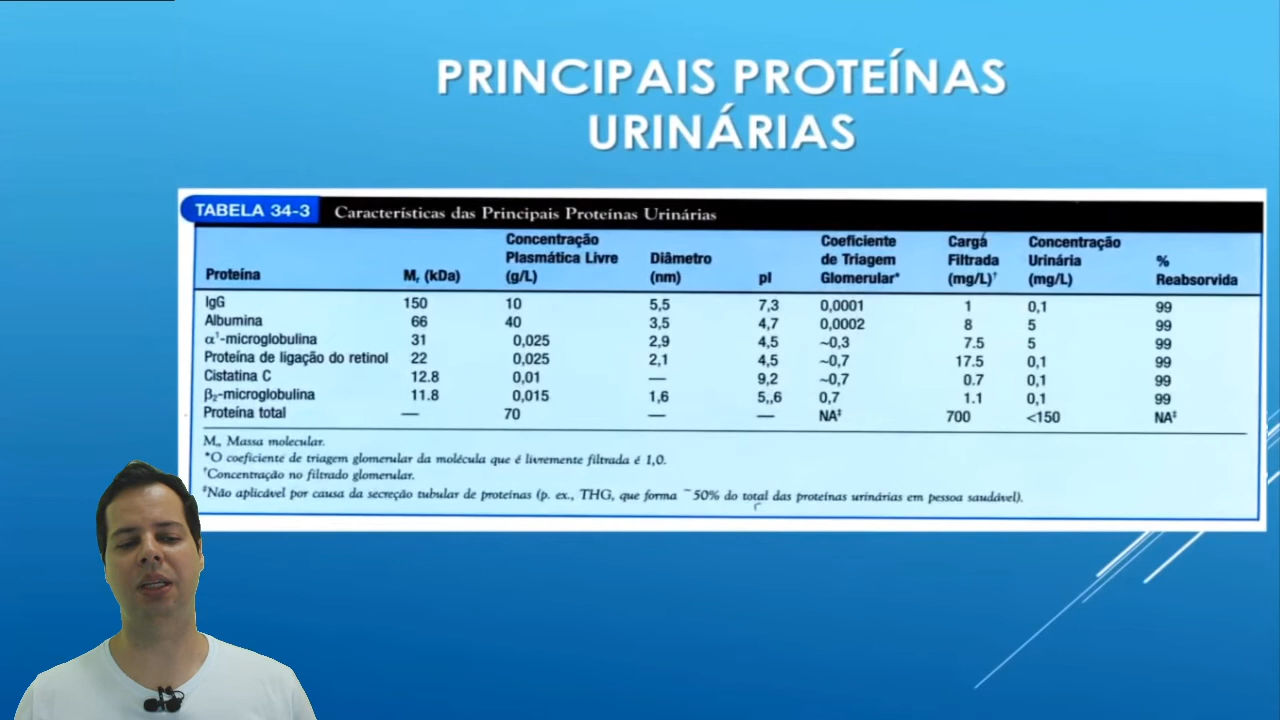 PRINCIPAIS PROTEÍNAS
URINÁRIAS
TABELA 34-3 Características das Principais Proteínas Urinárias
Proteína Mr (kDa) Concentração Plasmática Livre (g/L) Diâmetro (nm) pI Coeficiente de Triagem Glomerular* Carga Filtrada (mg/L)† Concentração Urinária (mg/L) % Reabsorvida
IgG 150 10 5,5 7,3 0,0001 1 0,1 99
Albumina 66 40 3,5 4,7 0,0002 8 5 99
α¹-microglobulina 31 0,025 2,9 4,5 ~0,3 7.5 5 99
Proteína de ligação do retinol 22 0,025 2,1 4,5 ~0,7 17.5 0,1 99
Cistatina C 12.8 0,01 — 9,2 ~0,7 0.7 0,1 99
β₂-microglobulina 11.8 0,015 1,6 5,,6 0,7 1.1 0,1 99
Proteína total — 70 — — NA‡ 700 <150 NA‡
Mr, Massa molecular.
*O coeficiente de triagem glomerular da molécula que é livremente filtrada é 1,0.
†Concentração no filtrado glomerular.
‡Não aplicável por causa da secreção tubular de proteínas (p. ex., THG, que forma ~50% do total das proteínas urinárias em pessoa saudável).